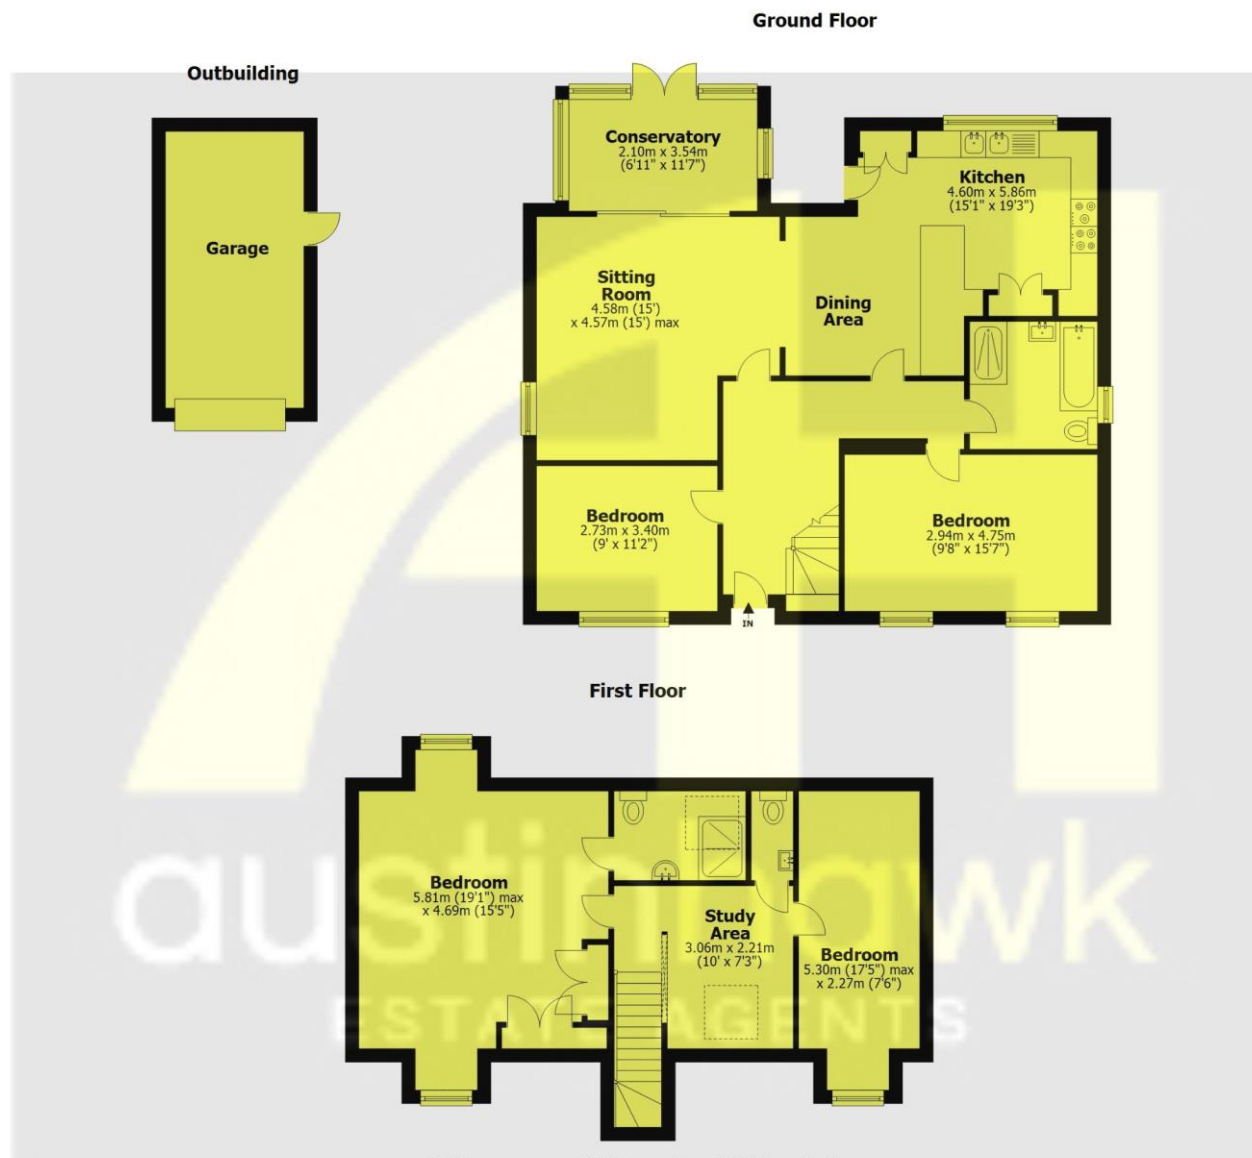 Ground Floor
Outbuilding
Garage
Conservatory
2.10m x 3.54m
(6'11" x 11'7")
Kitchen
4.60m x 5.86m
(15'1" x 19'3")
Sitting
Room
4.58m (15')
x 4.57m (15') max
Dining
Area
Bedroom
2.73m x 3.40m
(9' x 11'2")
Bedroom
2.94m x 4.75m
(9'8" x 15'7")
IN
First Floor
Bedroom
5.81m (19'1") max
x 4.69m (15'5")
Study
Area
3.06m x 2.21m
(10' x 7'3")
Bedroom
5.30m (17'5") max
x 2.27m (7'6")
austin hawk
ESTATE AGENTS